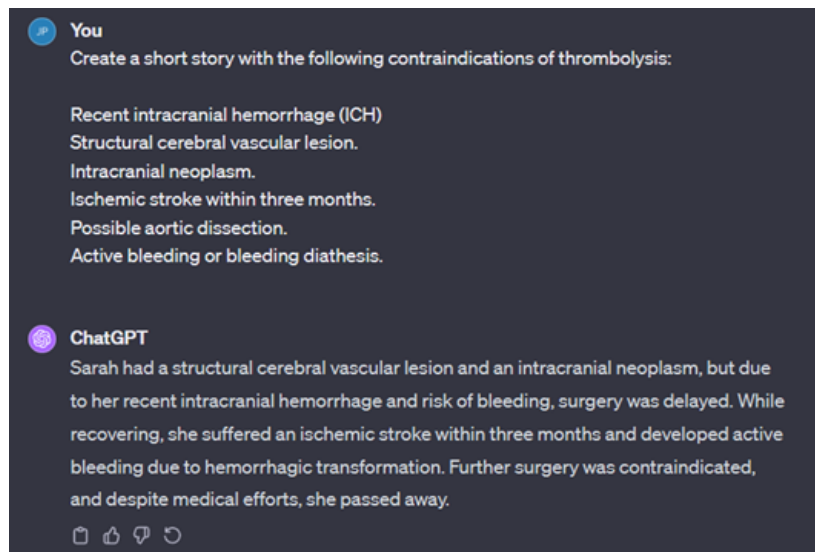 JP
You
Create a short story with the following contraindications of thrombolysis:
Recent intracranial hemorrhage (ICH)
Structural cerebral vascular lesion.
Intracranial neoplasm.
Ischemic stroke within three months.
Possible aortic dissection.
Active bleeding or bleeding diathesis.
ChatGPT
Sarah had a structural cerebral vascular lesion and an intracranial neoplasm, but due
to her recent intracranial hemorrhage and risk of bleeding, surgery was delayed. While
recovering, she suffered an ischemic stroke within three months and developed active
bleeding due to hemorrhagic transformation. Further surgery was contraindicated,
and despite medical efforts, she passed away.